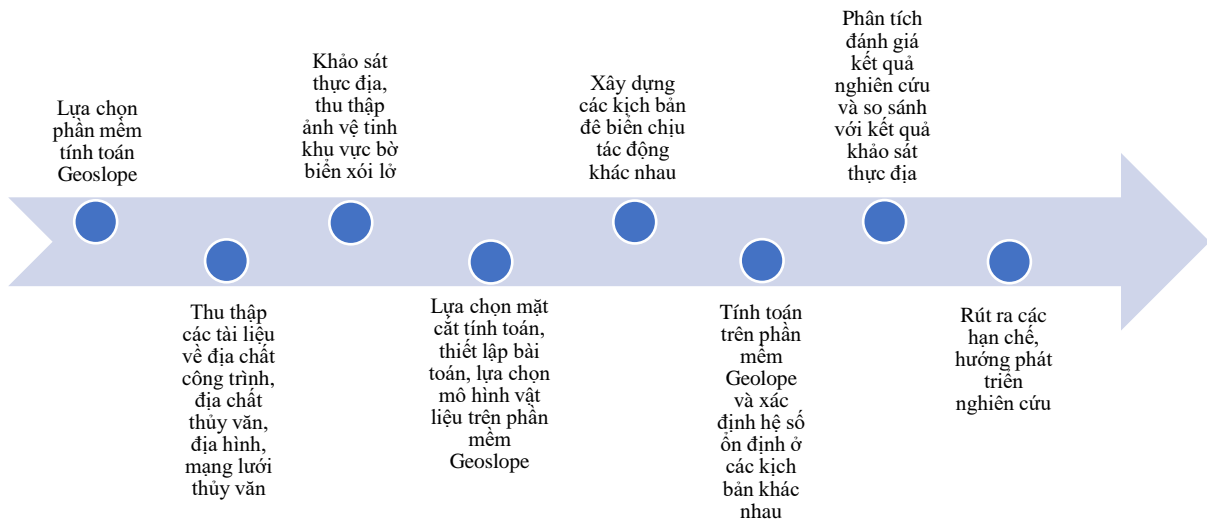 Lựa chọn
phần mềm
tính toán
Geoslope
Thu thập
các tài liệu
về địa chất
công trình,
địa chất
thủy văn,
địa hình,
mạng lưới
thủy văn
Khảo sát
thực địa,
thu thập
ảnh vệ tinh
khu vực bờ
biển xói lở
Lựa chọn mặt
cắt tính toán,
thiết lập bài
toán, lựa chọn
mô hình vật
liệu trên phần
mềm
Geoslope
Xây dựng
các kịch bản
đê biển chịu
tác động
khác nhau
Tính toán
trên phần
mềm
Geolope
và xác
định hệ số
ổn định ở
các kịch
bản khác
nhau
Phân tích
đánh giá
kết quả
nghiên cứu
và so sánh
với kết quả
khảo sát
thực địa
Rút ra các
hạn chế,
hướng phát
triển
nghiên cứu